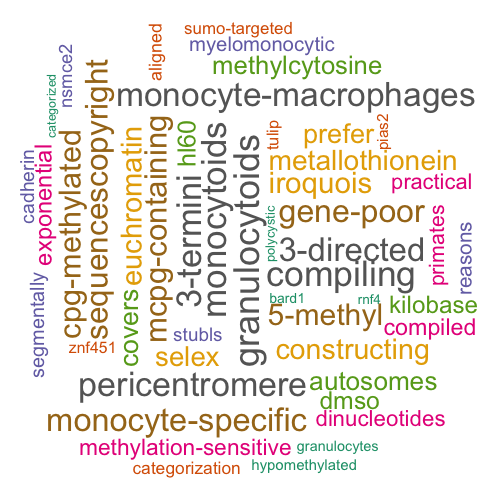 sumo-targeted
myelomonocytic
methylcytosine
monocyte-macrophages
aligned
nsmce2
categorized
sequencescopyright
cpg-methylated
exponential
cadherin
segmentally
euchromatin
mcpg-containing
covers
hl60
3-termini
monocytoids
granulocytoids
tulip
pias2
polycystic
prefer
metallothionein
iroquois
practical
gene-poor
primates
reasons
3-directed
compiling
bard1
rnf4
kilobase
5-methyl
compiled
znf451
stubls
selex
constructing
pericentromere
autosomes
dmso
monocyte-specific
dinucleotides
methylation-sensitive
granulocytes
categorization
hypomethylated